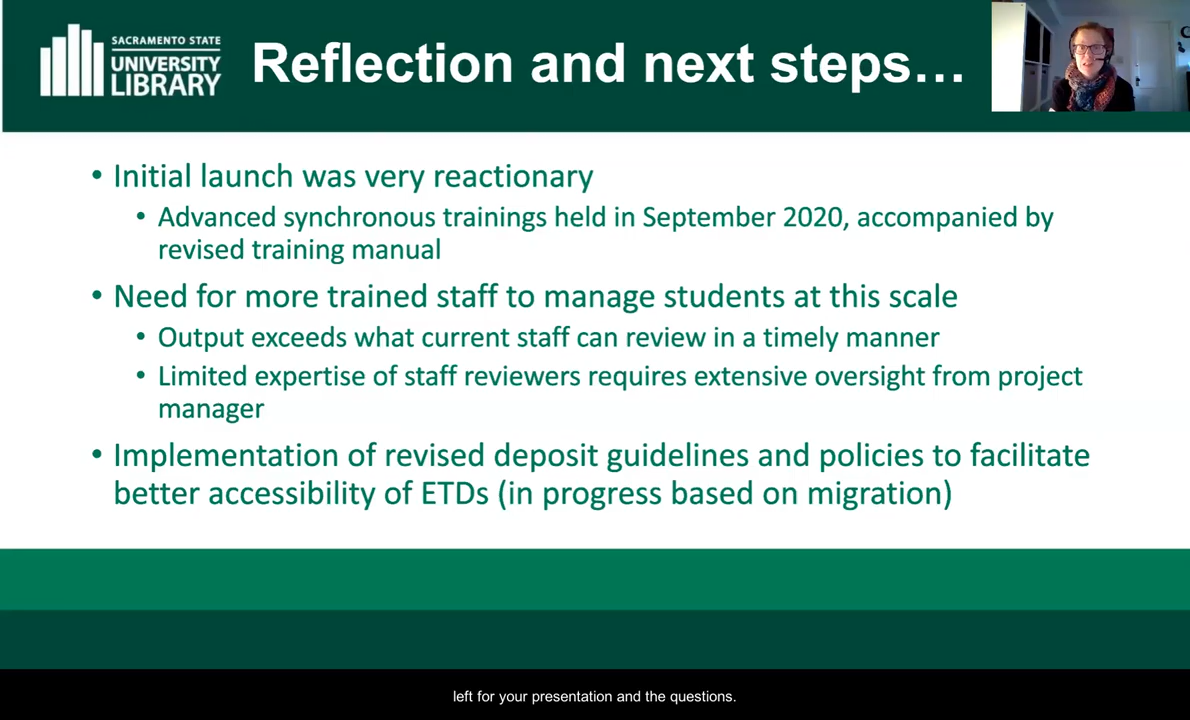 SACRAMENTO STATE
UNIVERSITY
LIBRARY
Reflection and next steps…
• Initial launch was very reactionary
• Advanced synchronous trainings held in September 2020, accompanied by
revised training manual
• Need for more trained staff to manage students at this scale
• Output exceeds what current staff can review in a timely manner
• Limited expertise of staff reviewers requires extensive oversight from project
manager
• Implementation of revised deposit guidelines and policies to facilitate
better accessibility of ETDs (in progress based on migration)
left for your presentation and the questions.